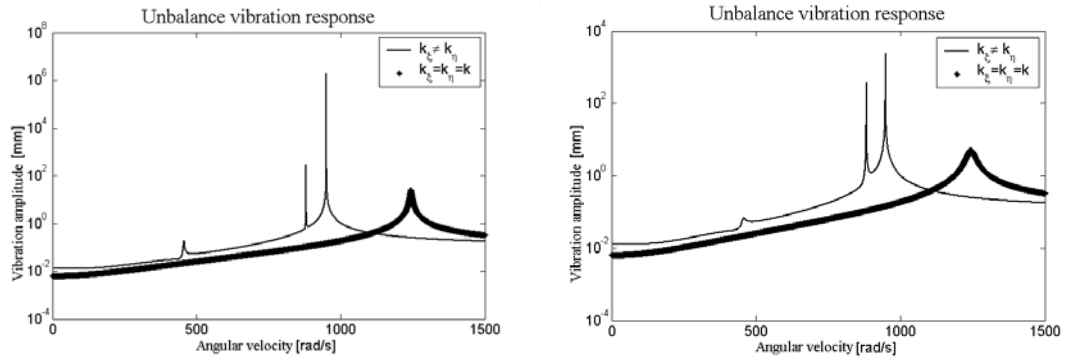 Unbalance vibration response
10^8
10^6
10^4
10^2
10^0
10^-2
10^-4
Vibration amplitude [mm]
k_ξ ≠ k_η
k_ξ=k_η=k
0 500 1000 1500
Angular velocity [rad/s]
Unbalance vibration response
10^4
10^2
10^0
10^-2
10^-4
Vibration amplitude [mm]
k_ξ ≠ k_η
k_ξ=k_η=k
0 500 1000 1500
Angular velocity [rad/s]